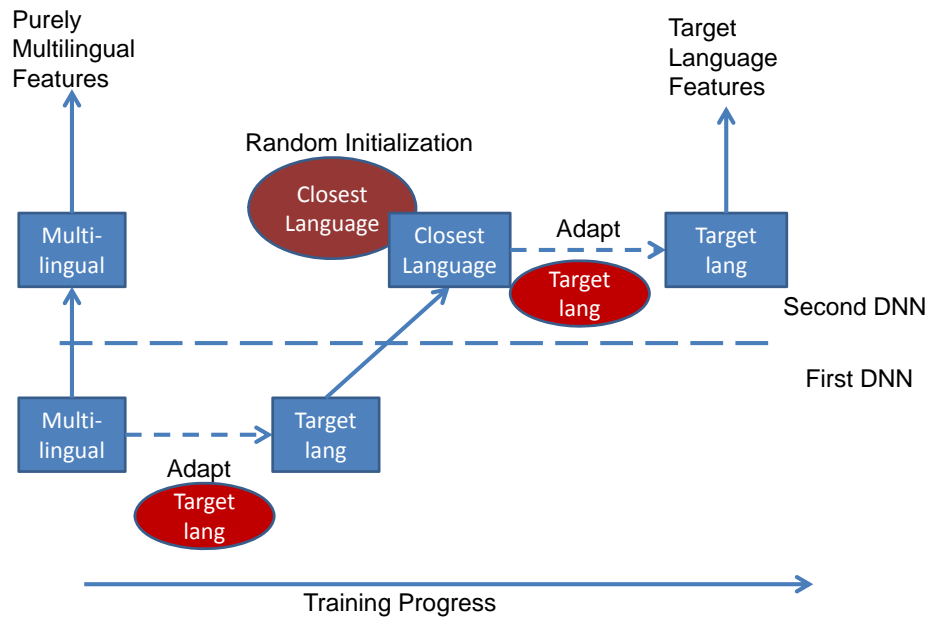 Purely
Multilingual
Features
Target
Language
Features
Random Initialization
Closest
Language
Multi-
lingual
Closest
Language
Adapt
Target
lang
Target
lang
Second DNN
First DNN
Multi-
lingual
Target
lang
Adapt
Target
lang
Training Progress